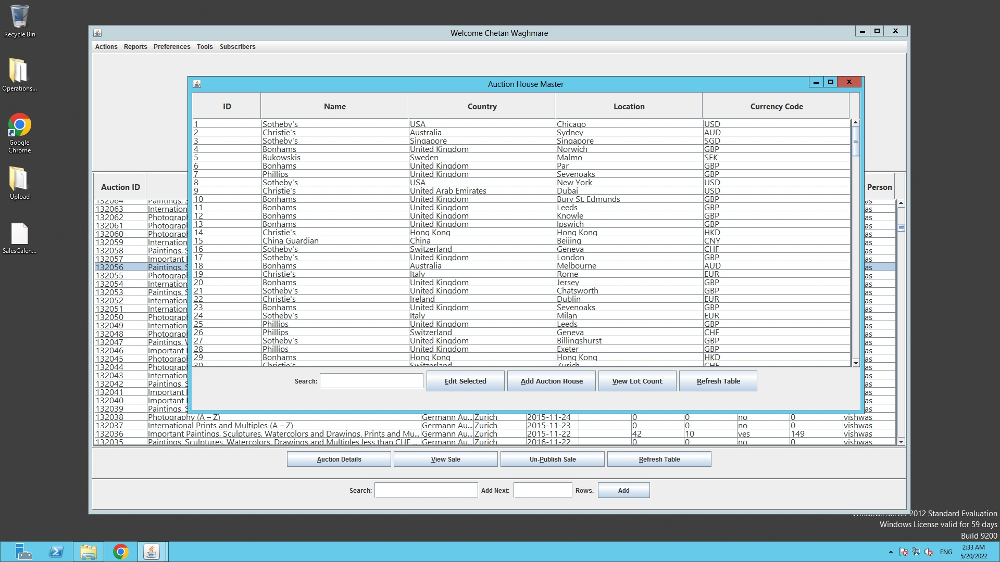 Recycle Bin
Operations...
Google
Chrome
Upload
SalesCalen...
Welcome Chetan Waghmare
Actions Reports Preferences Tools Subscribers
Auction House Master
ID Name Country Location Currency Code
1 Sotheby's USA Chicago USD
2 Christie's Australia Sydney AUD
3 Sotheby's Singapore Singapore SGD
4 Bonhams United Kingdom Norwich GBP
5 Bukowskis Sweden Malmo SEK
6 Bonhams United Kingdom Par GBP
7 Phillips United Kingdom Sevenoaks GBP
8 Sotheby's USA New York USD
9 Christie's United Arab Emirates Dubai USD
10 Bonhams United Kingdom Bury St. Edmunds GBP
11 Bonhams United Kingdom Leeds GBP
12 Bonhams United Kingdom Knowle GBP
13 Bonhams United Kingdom Ipswich GBP
14 Christie's Hong Kong Hong Kong HKD
15 China Guardian China Beijing CNY
16 Sotheby's Switzerland Geneva CHF
17 Sotheby's United Kingdom London GBP
18 Bonhams Australia Melbourne AUD
19 Christie's Italy Rome EUR
20 Bonhams United Kingdom Jersey GBP
21 Sotheby's United Kingdom Chatsworth GBP
22 Christie's Ireland Dublin EUR
23 Bonhams United Kingdom Sevenoaks GBP
24 Sotheby's Italy Milan EUR
25 Phillips United Kingdom Leeds GBP
26 Phillips Switzerland Geneva CHF
27 Sotheby's United Kingdom Billingshurst GBP
28 Phillips United Kingdom Exeter GBP
29 Bonhams Hong Kong Hong Kong HKD
30 Christie's Switzerland Zurich CHF
Search: Edit Selected Add Auction House View Lot Count Refresh Table
Auction ID Person
132064 Paintings, as
132063 Internation as
132062 Photograph as
132061 Photograph as
132060 Photograph as
132059 Internation as
132058 Paintings, S as
132057 Important as
132056 Paintings, S as
132055 Photograph as
132054 Internation as
132053 Paintings, S as
132052 Internation as
132051 Internation as
132050 Photograph as
132049 Internation as
132048 Photograph as
132047 Paintings, as
132046 Important as
132045 Photograph as
132044 Photograph as
132043 Internation as
132042 Paintings, S as
132041 Important as
132040 Important as
132039 Paintings, S as
132038 Photography (A – Z) Germann Au... Zurich 2015-11-24 0 0 no 0 vishwas
132037 International Prints and Multiples (A – Z) Germann Au... Zurich 2015-11-23 0 0 no 0 vishwas
132036 Important Paintings, Sculptures, Watercolors and Drawings, Prints and Mu... Germann Au... Zurich 2015-11-22 42 10 yes 149 vishwas
132035 Paintings, Sculptures, Watercolors, Drawings and Multiples less than CHF ... Germann Au... Zurich 2016-11-22 0 0 no 0 vishwas
Auction Details View Sale Un-Publish Sale Refresh Table
Search: Add Next: Rows. Add
Windows Server 2012 Standard Evaluation
Windows License valid for 59 days
Build 9200
ENG
2:33 AM
5/20/2022